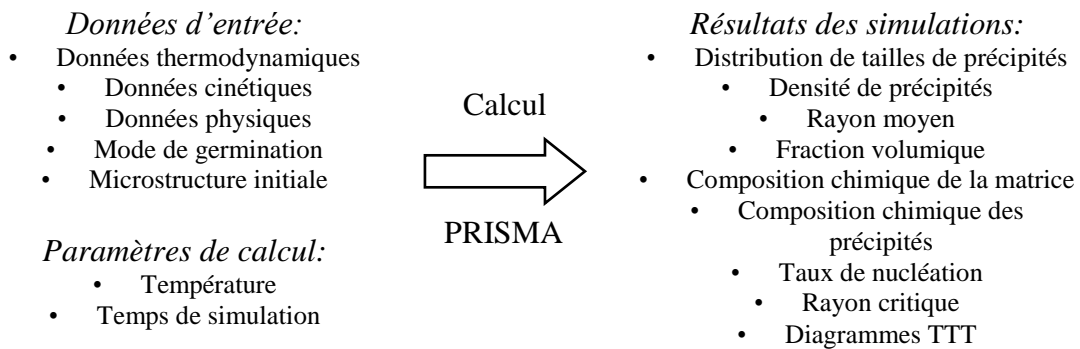 Données d'entrée:
• Données thermodynamiques
• Données cinétiques
• Données physiques
• Mode de germination
• Microstructure initiale
Paramètres de calcul:
• Température
• Temps de simulation
Calcul
PRISMA
Résultats des simulations:
• Distribution de tailles de précipités
• Densité de précipités
• Rayon moyen
• Fraction volumique
• Composition chimique de la matrice
• Composition chimique des
précipités
• Taux de nucléation
• Rayon critique
• Diagrammes TTT